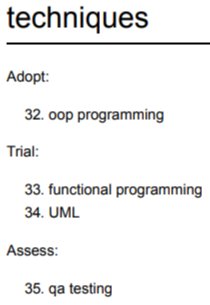 techniques
Adopt:
32. oop programming
Trial:
33. functional programming
34. UML
Assess:
35. qa testing